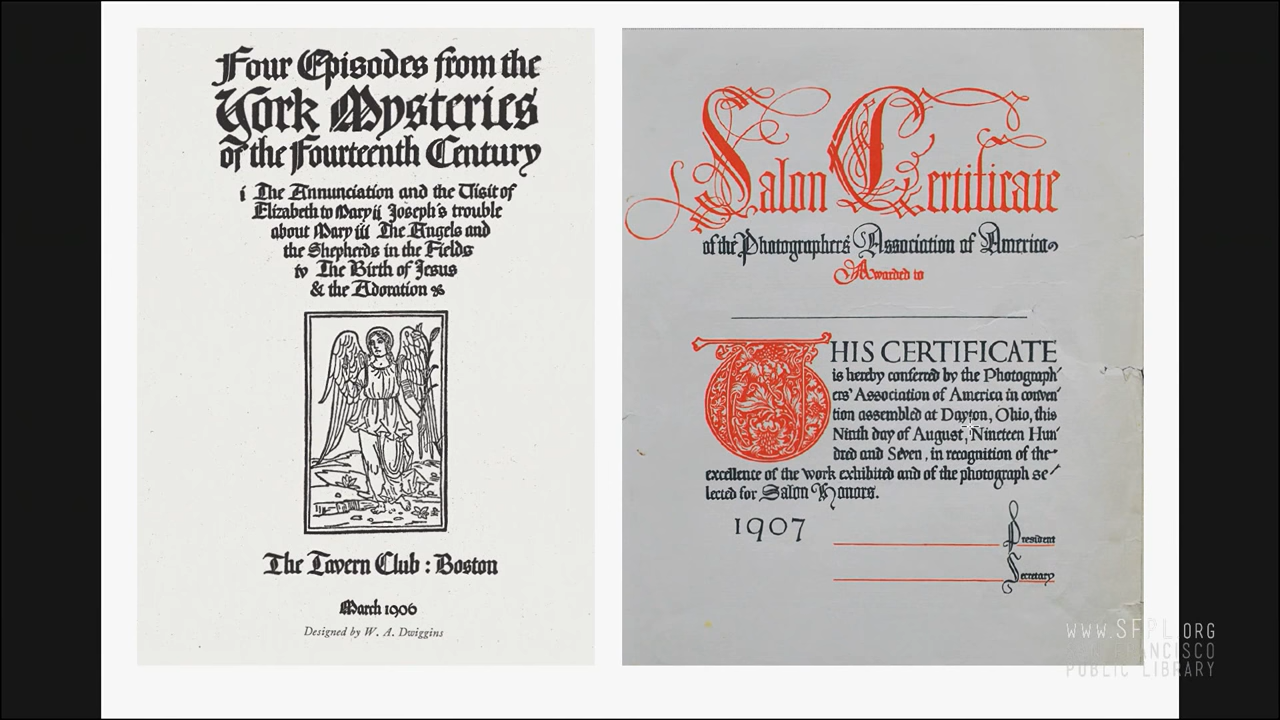 Four Episodes from the
York Mysteries
of the Fourteenth Century
i The Annunciation and the Visit of
Elizabeth to Mary ii Joseph's trouble
about Mary iii The Angels and
the Shepherds in the Fields
iv The Birth of Jesus
& the Adoration
The Tavern Club : Boston
March 1906
Designed by W. A. Dwiggins
Salon Certificate
of the Photographers' Association of America
Awarded to
THIS CERTIFICATE
is hereby conferred by the Photograph-
ers' Association of America in conven-
tion assembled at Dayton, Ohio, this
Ninth day of August, Nineteen Hun-
dred and Seven, in recognition of the
excellence of the work exhibited and of the photograph se-
lected for Salon Honors.
1907
President
Secretary
WWW.SFPL.ORG
SAN FRANCISCO
PUBLIC LIBRARY